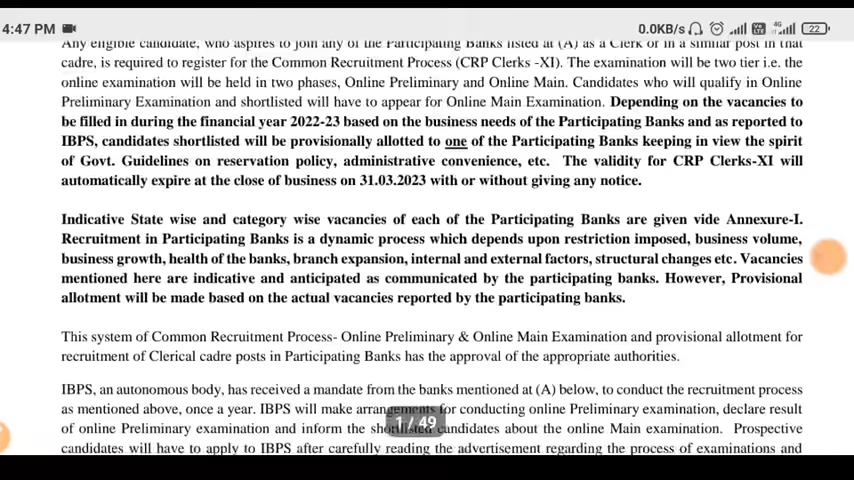 4:47 PM 0.0KB/s 4G 22
Any eligible candidate, who aspires to join any of the Participating Banks listed at (A) as a Clerk or in a similar post in that
cadre, is required to register for the Common Recruitment Process (CRP Clerks -XI). The examination will be two tier i.e. the
online examination will be held in two phases, Online Preliminary and Online Main. Candidates who will qualify in Online
Preliminary Examination and shortlisted will have to appear for Online Main Examination. Depending on the vacancies to
be filled in during the financial year 2022-23 based on the business needs of the Participating Banks and as reported to
IBPS, candidates shortlisted will be provisionally allotted to one of the Participating Banks keeping in view the spirit
of Govt. Guidelines on reservation policy, administrative convenience, etc. The validity for CRP Clerks-XI will
automatically expire at the close of business on 31.03.2023 with or without giving any notice.
Indicative State wise and category wise vacancies of each of the Participating Banks are given vide Annexure-I.
Recruitment in Participating Banks is a dynamic process which depends upon restriction imposed, business volume,
business growth, health of the banks, branch expansion, internal and external factors, structural changes etc. Vacancies
mentioned here are indicative and anticipated as communicated by the participating banks. However, Provisional
allotment will be made based on the actual vacancies reported by the participating banks.
This system of Common Recruitment Process- Online Preliminary & Online Main Examination and provisional allotment for
recruitment of Clerical cadre posts in Participating Banks has the approval of the appropriate authorities.
IBPS, an autonomous body, has received a mandate from the banks mentioned at (A) below, to conduct the recruitment process
as mentioned above, once a year. IBPS will make arrangements for conducting online Preliminary examination, declare result
1 / 49
of online Preliminary examination and inform the shortlisted candidates about the online Main examination. Prospective
candidates will have to apply to IBPS after carefully reading the advertisement regarding the process of examinations and